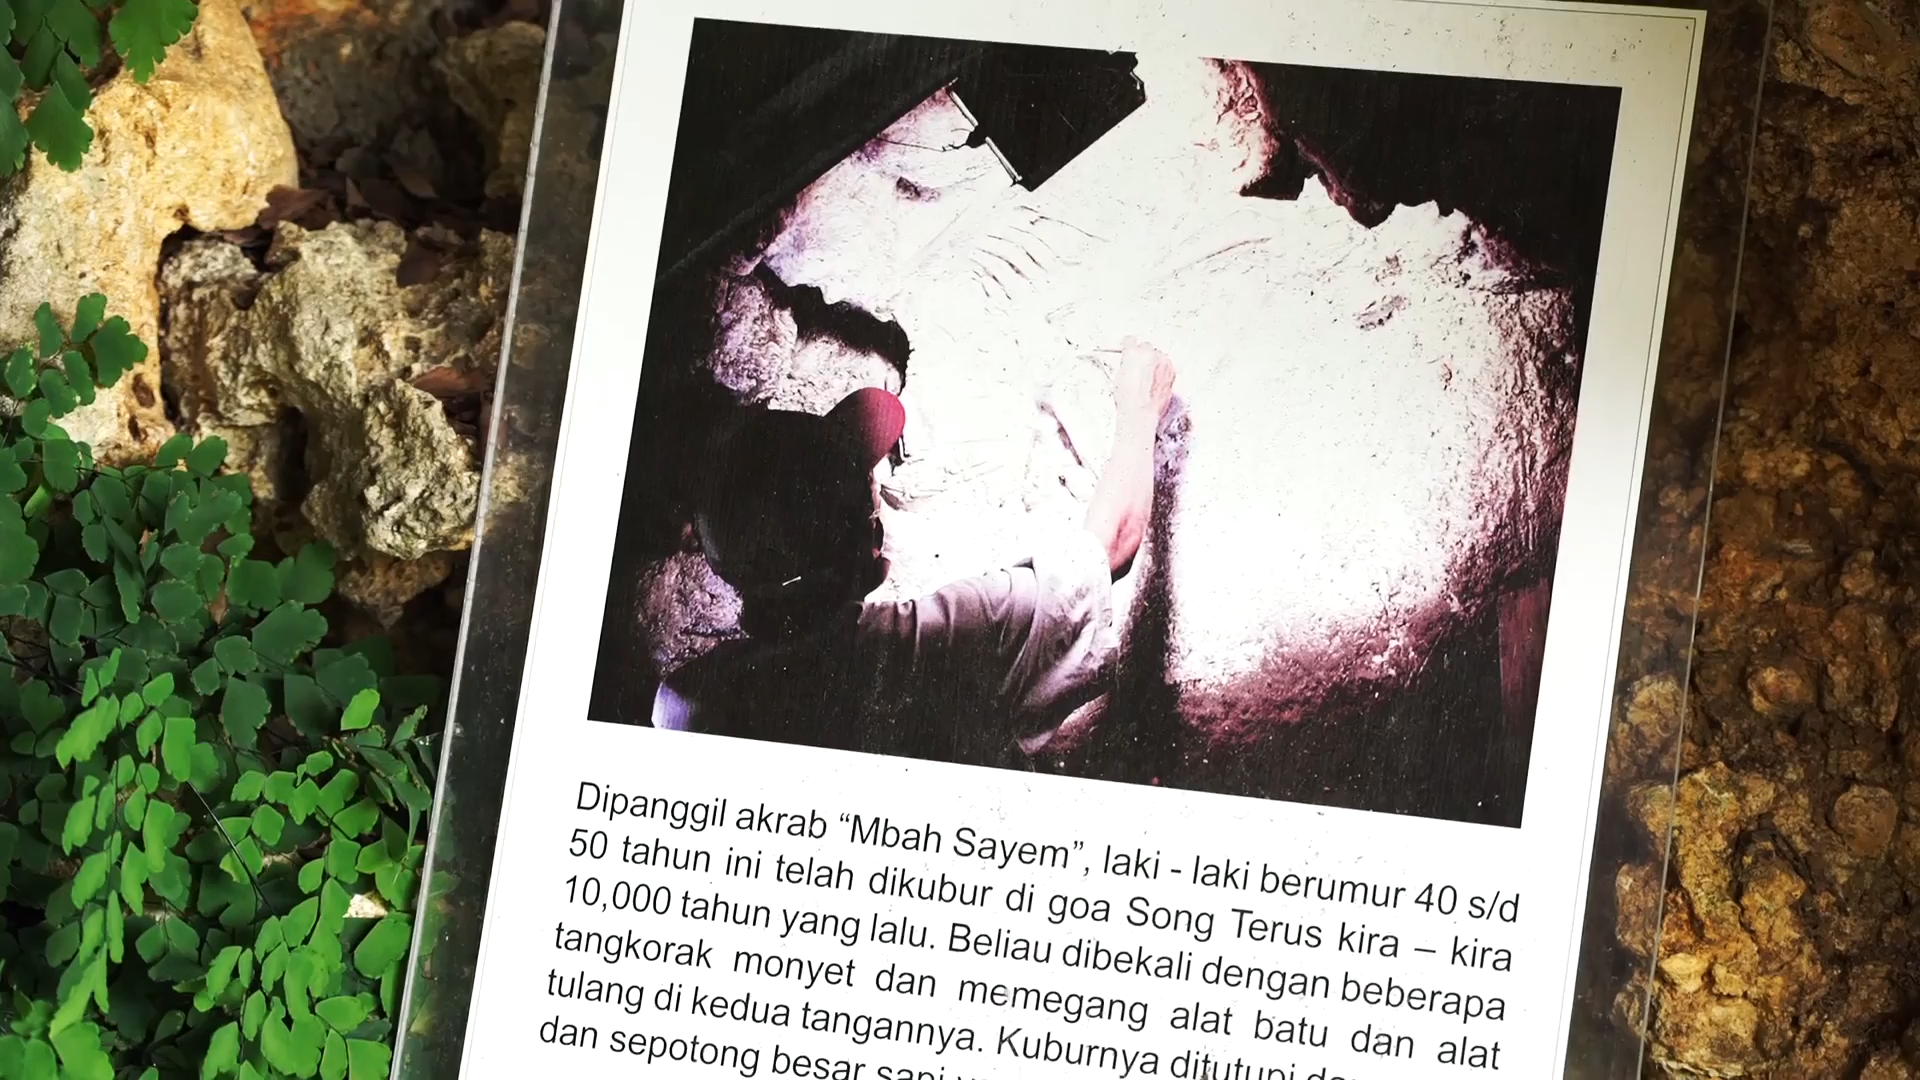 Dipanggil akrab “Mbah Sayem”, laki - laki berumur 40 s/d
50 tahun ini telah dikubur di goa Song Terus kira – kira
10,000 tahun yang lalu. Beliau dibekali dengan beberapa
tangkorak monyet dan memegang alat batu dan alat
tulang di kedua tangannya. Kuburnya ditutupi
dan sepotong besar sapi